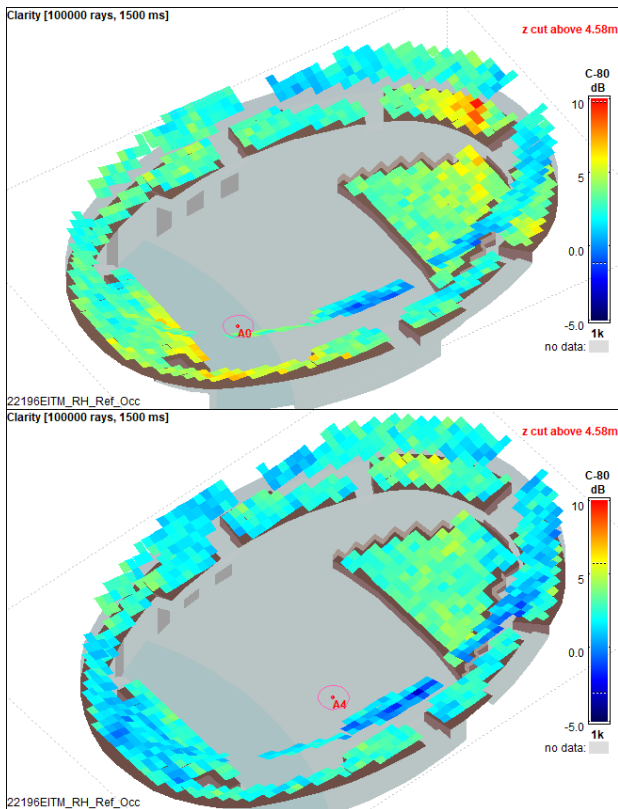 Clarity [100000 rays, 1500 ms]
z cut above 4.58m
C-80
dB
10
5
0.0
-5.0
1k
no data:
A0
22196EITM_RH_Ref_Occ
Clarity [100000 rays, 1500 ms]
z cut above 4.58m
C-80
dB
10
5
0.0
-5.0
1k
no data:
A4
22196EITM_RH_Ref_Occ